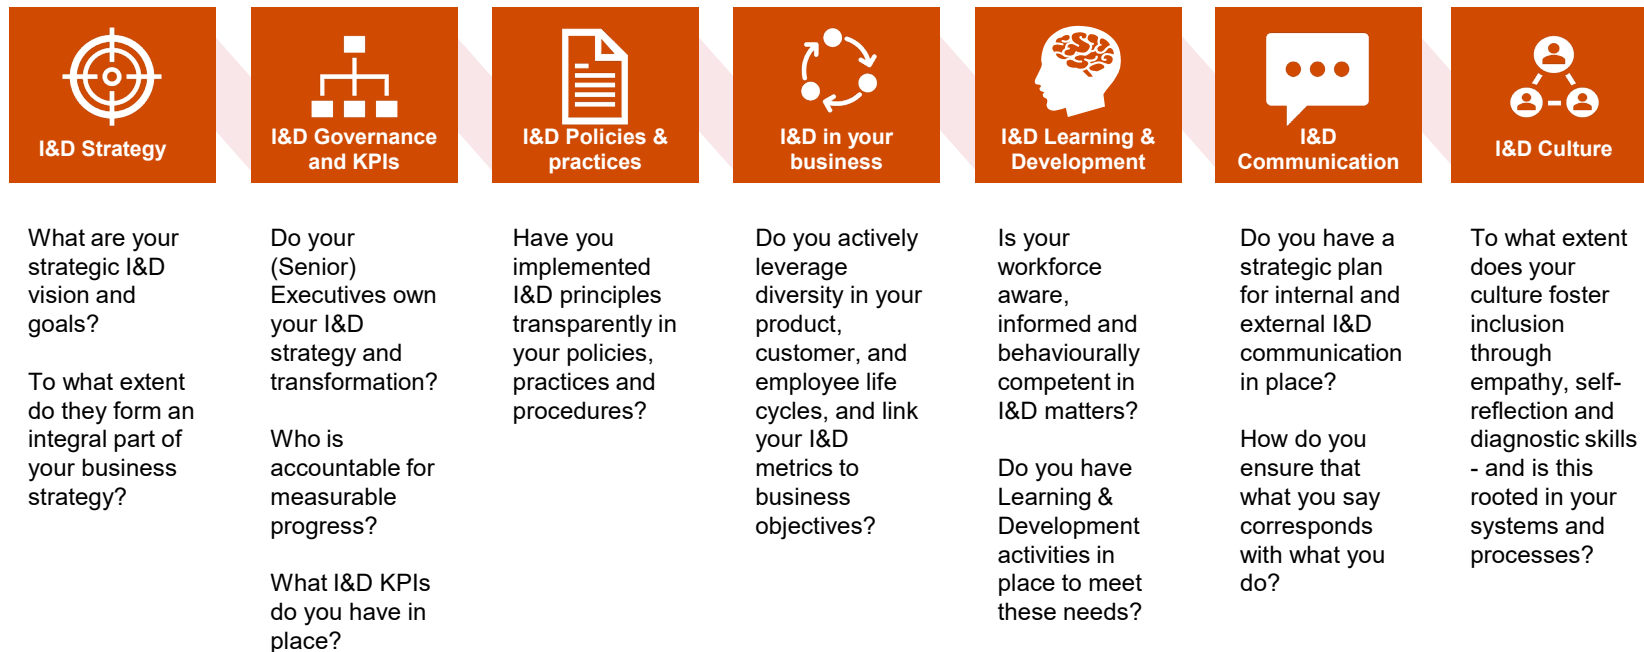 I&D Strategy
I&D Governance
and KPIs
I&D Policies &
practices
I&D in your
business
I&D Learning &
Development
I&D
Communication
I&D Culture
What are your
strategic I&D
vision and
goals?
To what extent
do they form an
integral part of
your business
strategy?
Do your
(Senior)
Executives own
your I&D
strategy and
transformation?
Who is
accountable for
measurable
progress?
What I&D KPIs
do you have in
place?
Have you
implemented
I&D principles
transparently in
your policies,
practices and
procedures?
Do you actively
leverage
diversity in your
product,
customer, and
employee life
cycles, and link
your I&D
metrics to
business
objectives?
Is your
workforce
aware,
informed and
behaviourally
competent in
I&D matters?
Do you have
Learning &
Development
activities in
place to meet
these needs?
Do you have a
strategic plan
for internal and
external I&D
communication
in place?
How do you
ensure that
what you say
corresponds
with what you
do?
To what extent
does your
culture foster
inclusion
through
empathy, self-
reflection and
diagnostic skills
- and is this
rooted in your
systems and
processes?